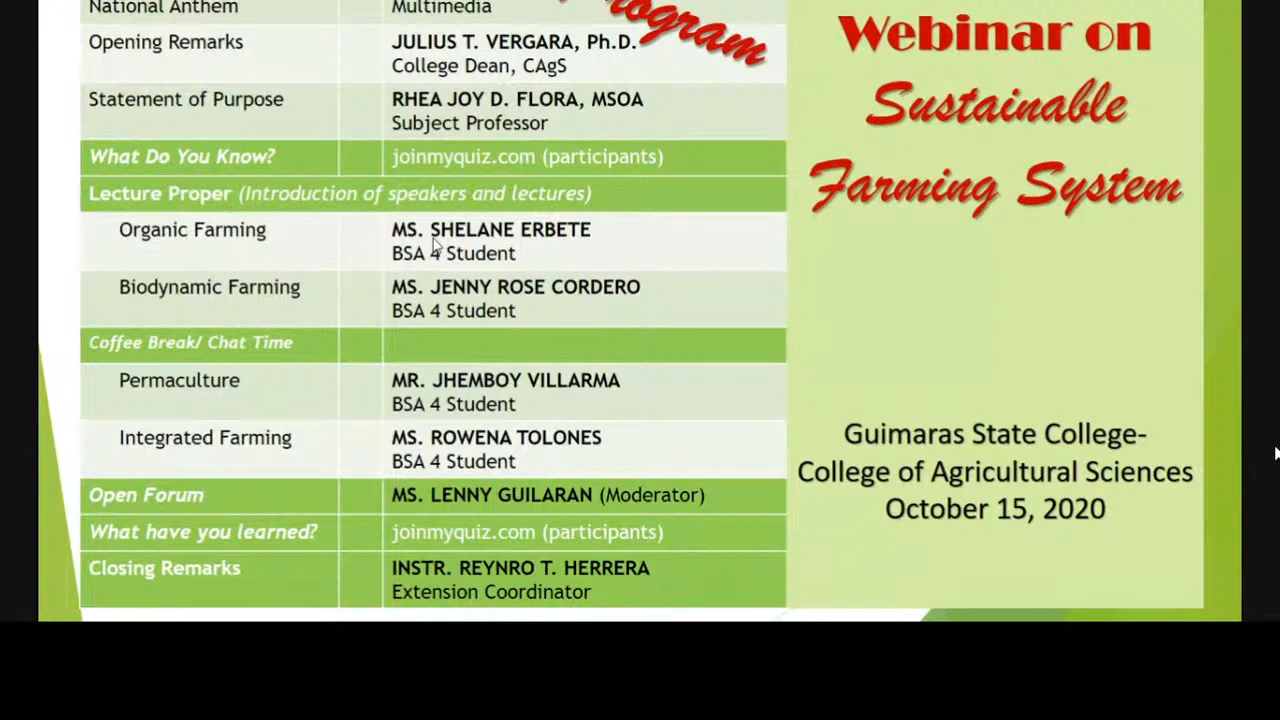 National Anthem Multimedia
Program
Opening Remarks JULIUS T. VERGARA, Ph.D.
College Dean, CAgS
Statement of Purpose RHEA JOY D. FLORA, MSOA
Subject Professor
What Do You Know? joinmyquiz.com (participants)
Lecture Proper (Introduction of speakers and lectures)
Organic Farming MS. SHELANE ERBETE
BSA 4 Student
Biodynamic Farming MS. JENNY ROSE CORDERO
BSA 4 Student
Coffee Break/ Chat Time
Permaculture MR. JHEMBOY VILLARMA
BSA 4 Student
Integrated Farming MS. ROWENA TOLONES
BSA 4 Student
Open Forum MS. LENNY GUILARAN (Moderator)
What have you learned? joinmyquiz.com (participants)
Closing Remarks INSTR. REYNRO T. HERRERA
Extension Coordinator
Webinar on
Sustainable
Farming System
Guimaras State College-
College of Agricultural Sciences
October 15, 2020